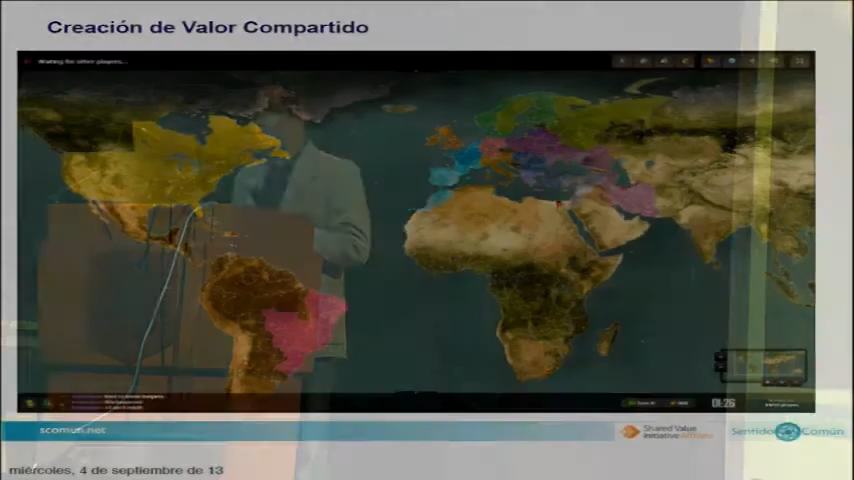 Creación de Valor Compartido
Waiting for other players...
01:26
scomun.net
Shared Value
Initiative Affiliate
Sentido Común
miércoles, 4 de septiembre de 13